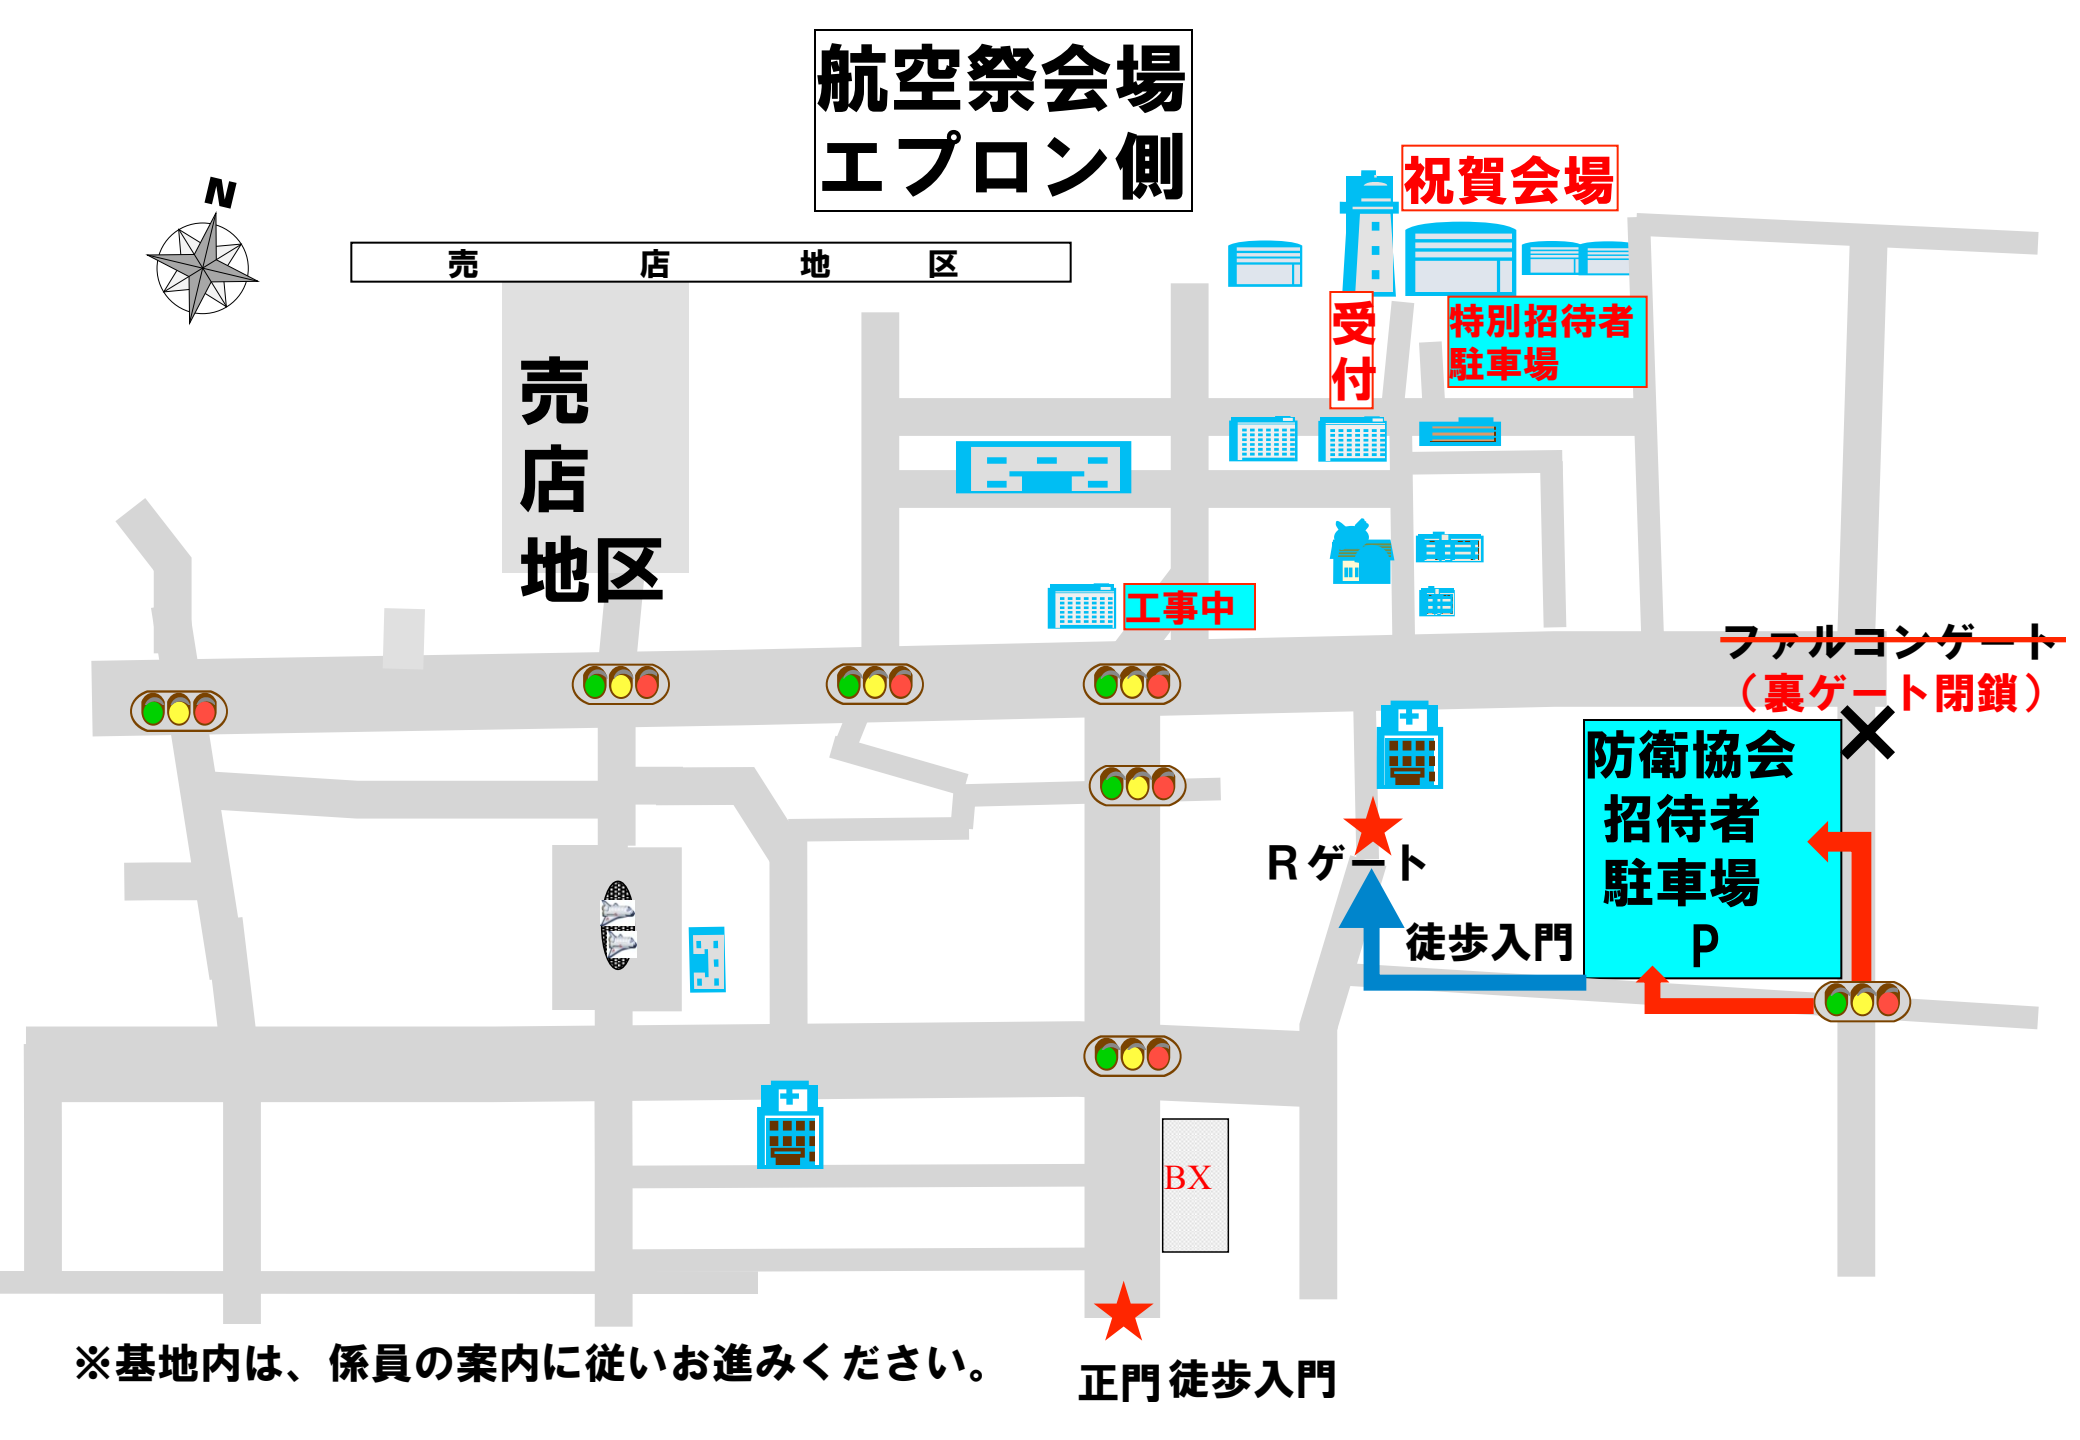 航空祭会場
エプロン側
N
祝賀会場
売店地区
受付
特別招待者
駐車場
売
店
地区
工事中
ファルコンゲート
（裏ゲート閉鎖）
防衛協会
招待者
駐車場
P
Rゲート
徒歩入門
BX
※基地内は、係員の案内に従いお進みください。
正門 徒歩入門